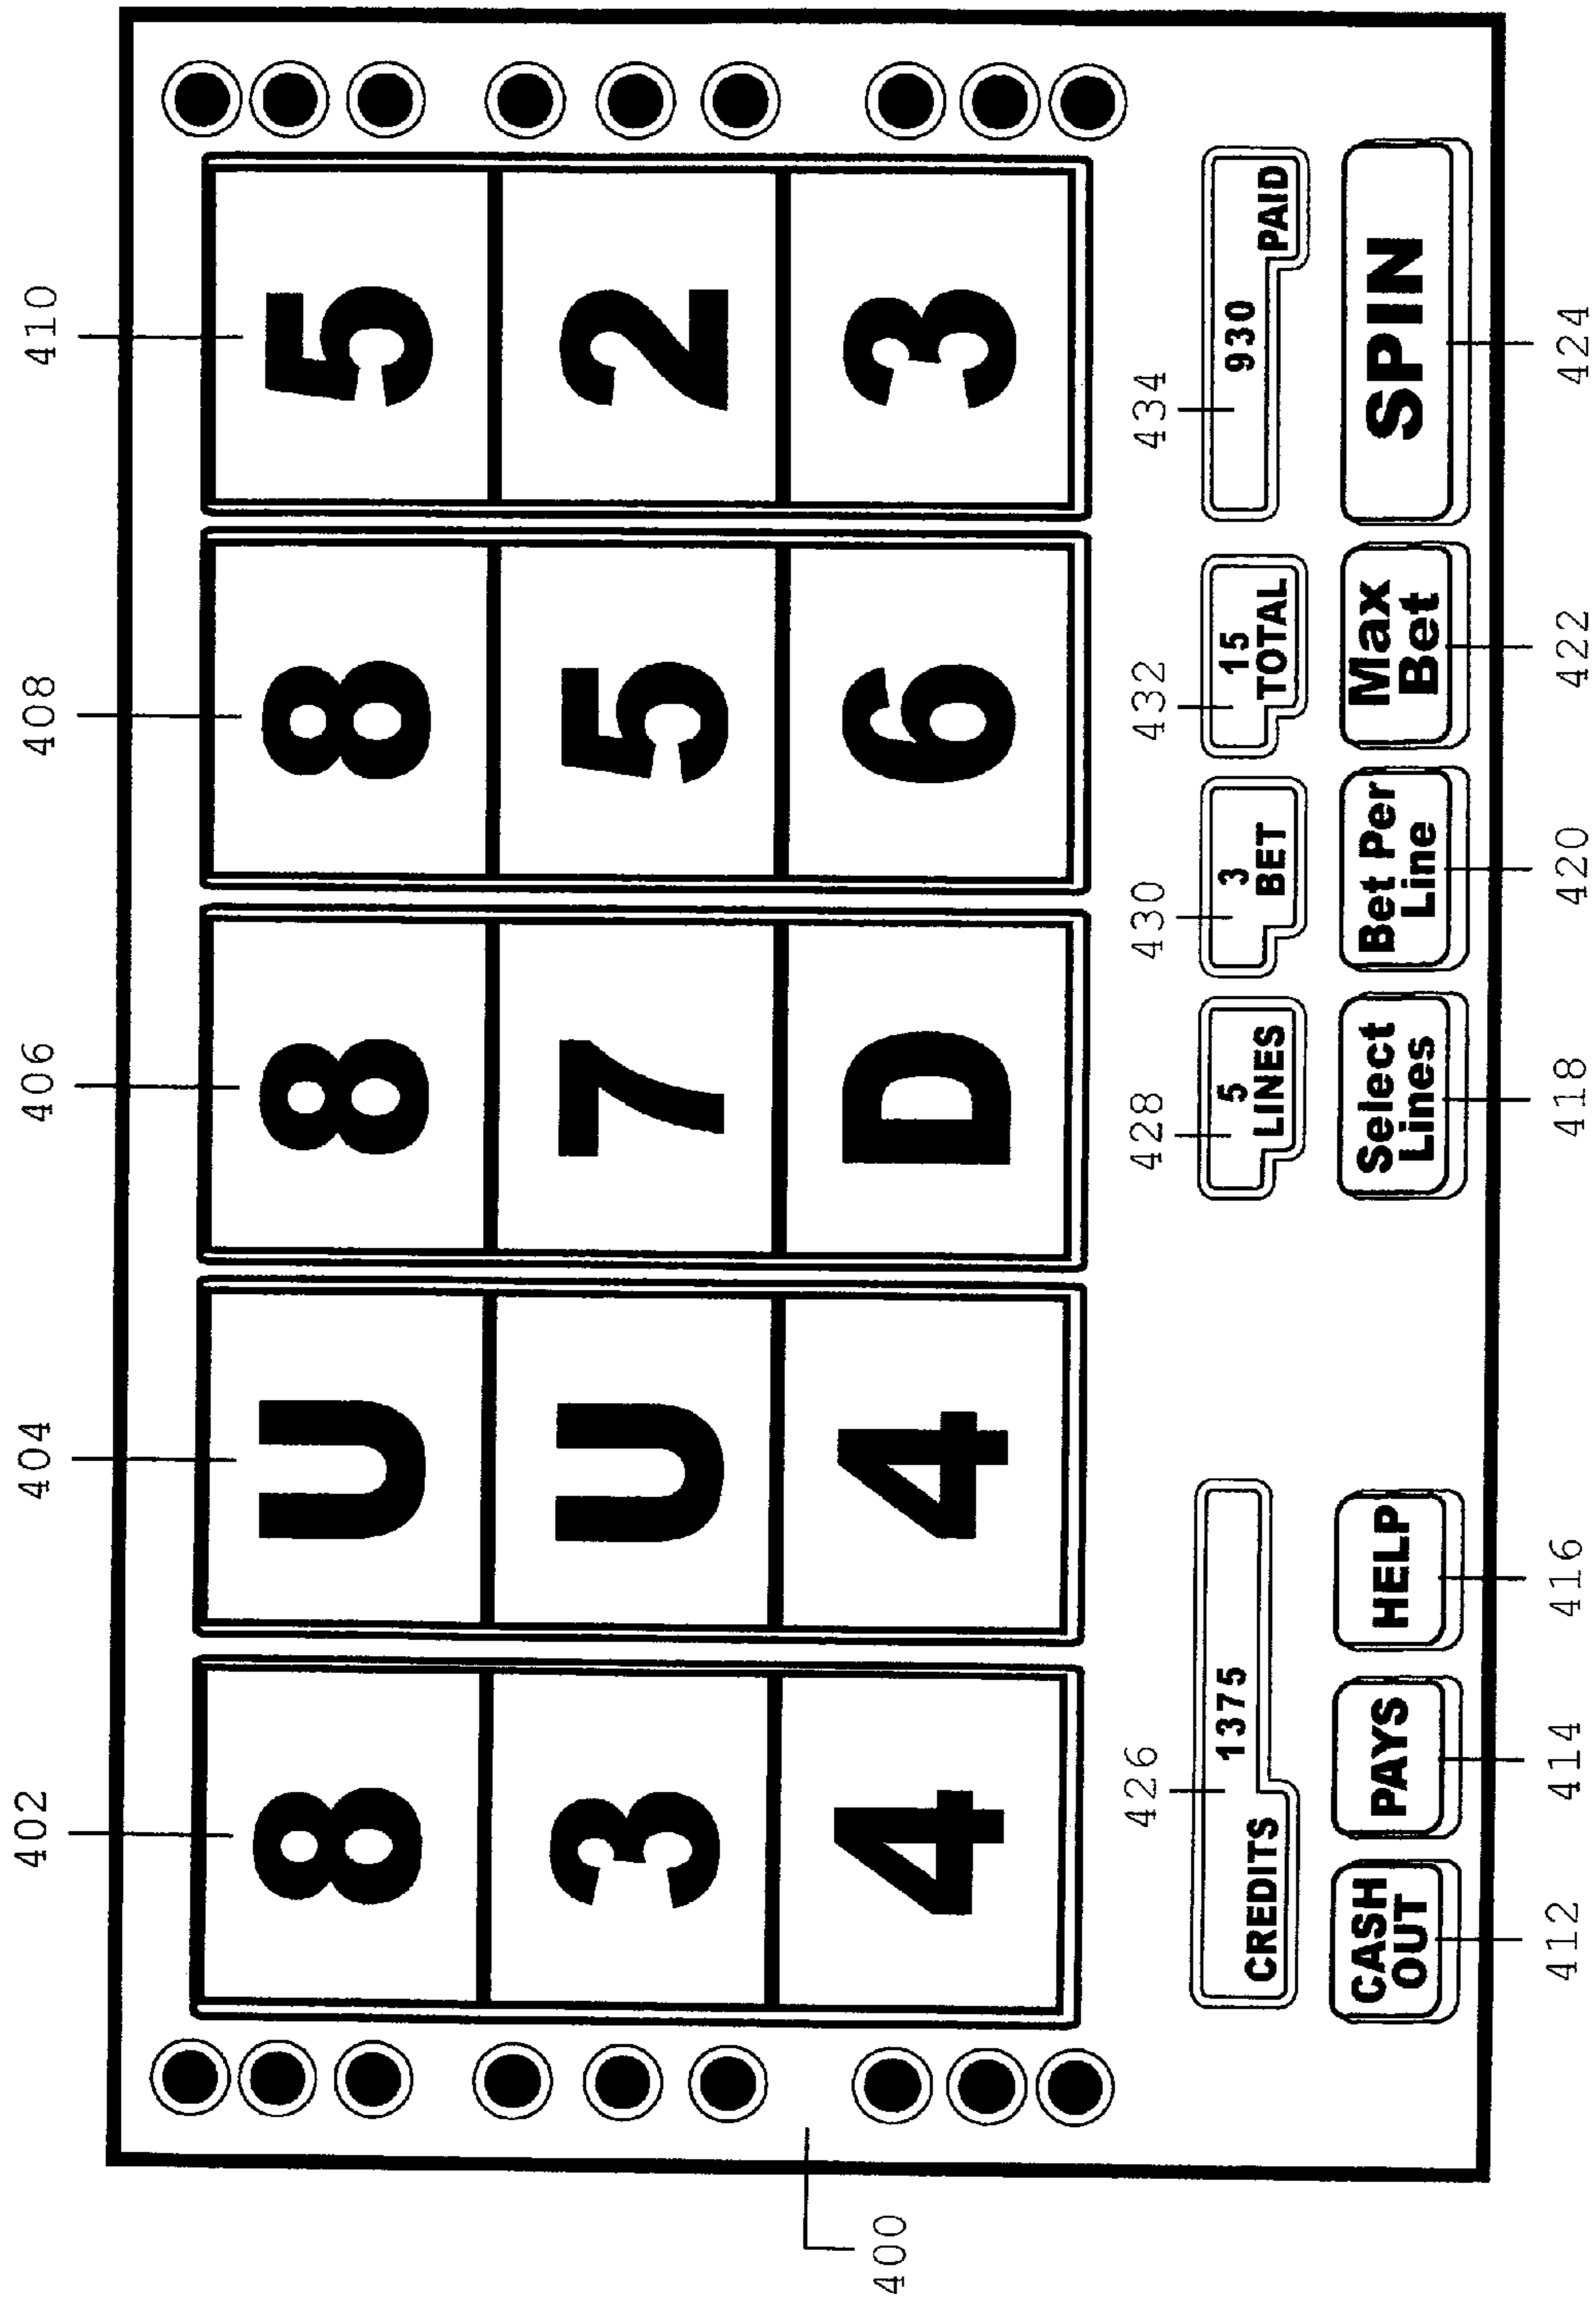 402 404 406 408 410
8 U 8 8 5
3 U 7 5 2
4 4 D 6 3
400
426 428 430 432 434
1375 5 3 15 930
CREDITS LINES BET TOTAL PAID
CASH OUT
PAYS
HELP
Select Lines
Bet Per Line
Max Bet
SPIN
412 414 416 418 420 422 424